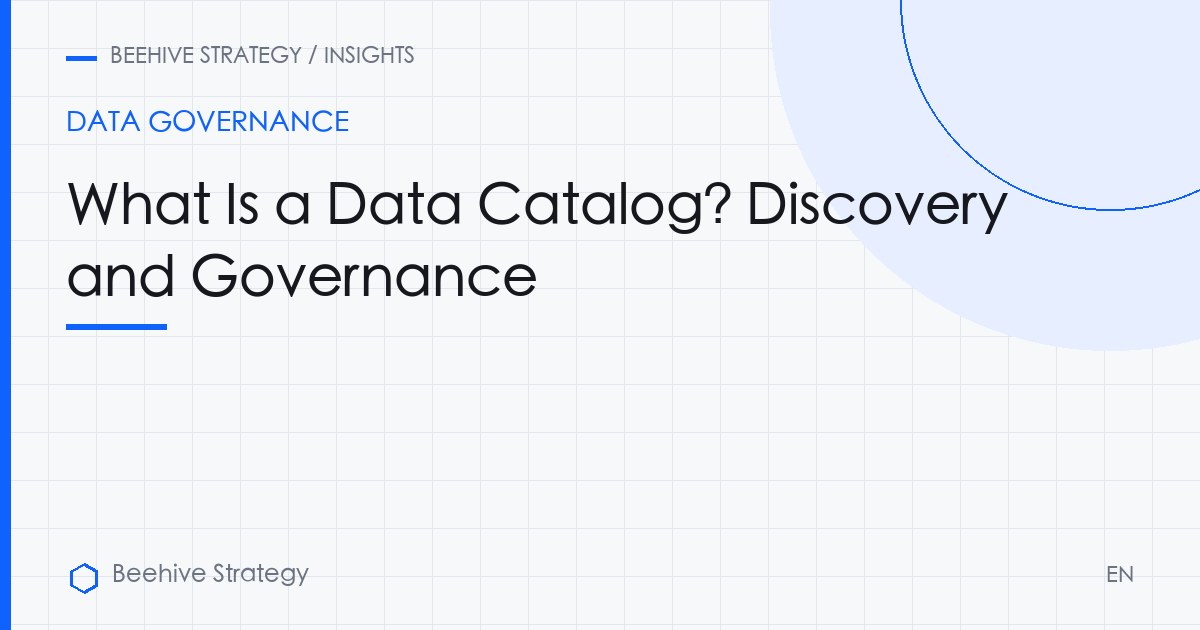 BEEHIVE STRATEGY / INSIGHTS
DATA GOVERNANCE
What Is a Data Catalog? Discovery
and Governance
Beehive Strategy
EN